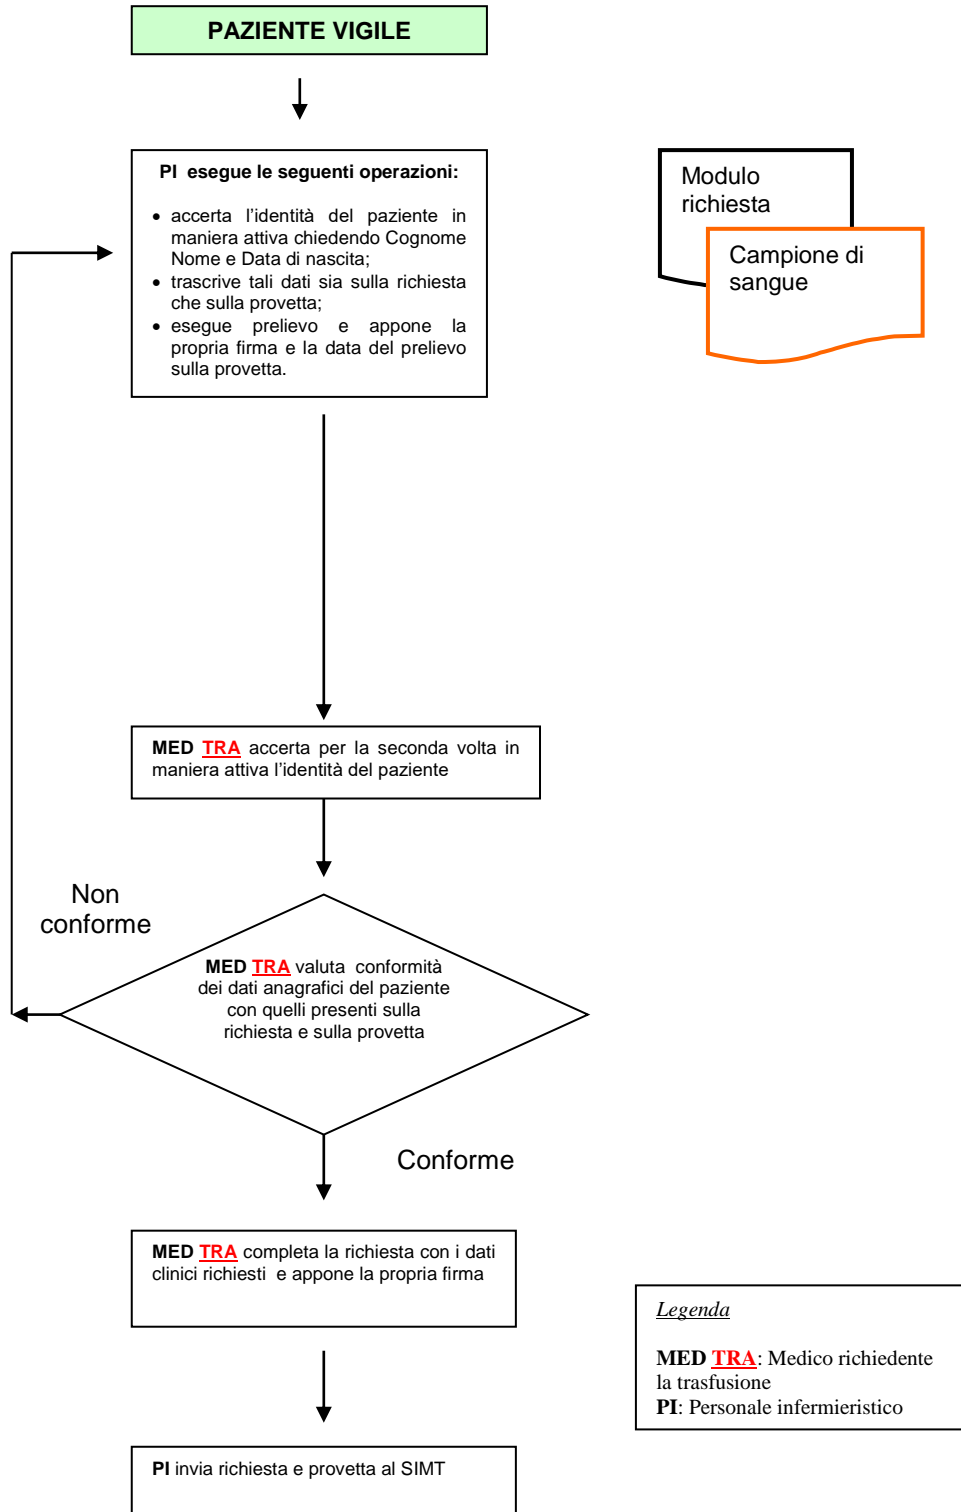 PAZIENTE VIGILE
PI esegue le seguenti operazioni:
• accerta l’identità del paziente in
maniera attiva chiedendo Cognome
Nome e Data di nascita;
• trascrive tali dati sia sulla richiesta
che sulla provetta;
• esegue prelievo e appone la
propria firma e la data del prelievo
sulla provetta.
Modulo
richiesta
Campione di
sangue
MED TRA accerta per la seconda volta in
maniera attiva l’identità del paziente
Non
conforme
MED TRA valuta conformità
dei dati anagrafici del paziente
con quelli presenti sulla
richiesta e sulla provetta
Conforme
MED TRA completa la richiesta con i dati
clinici richiesti e appone la propria firma
Legenda
MED TRA: Medico richiedente
la trasfusione
PI: Personale infermieristico
PI invia richiesta e provetta al SIMT